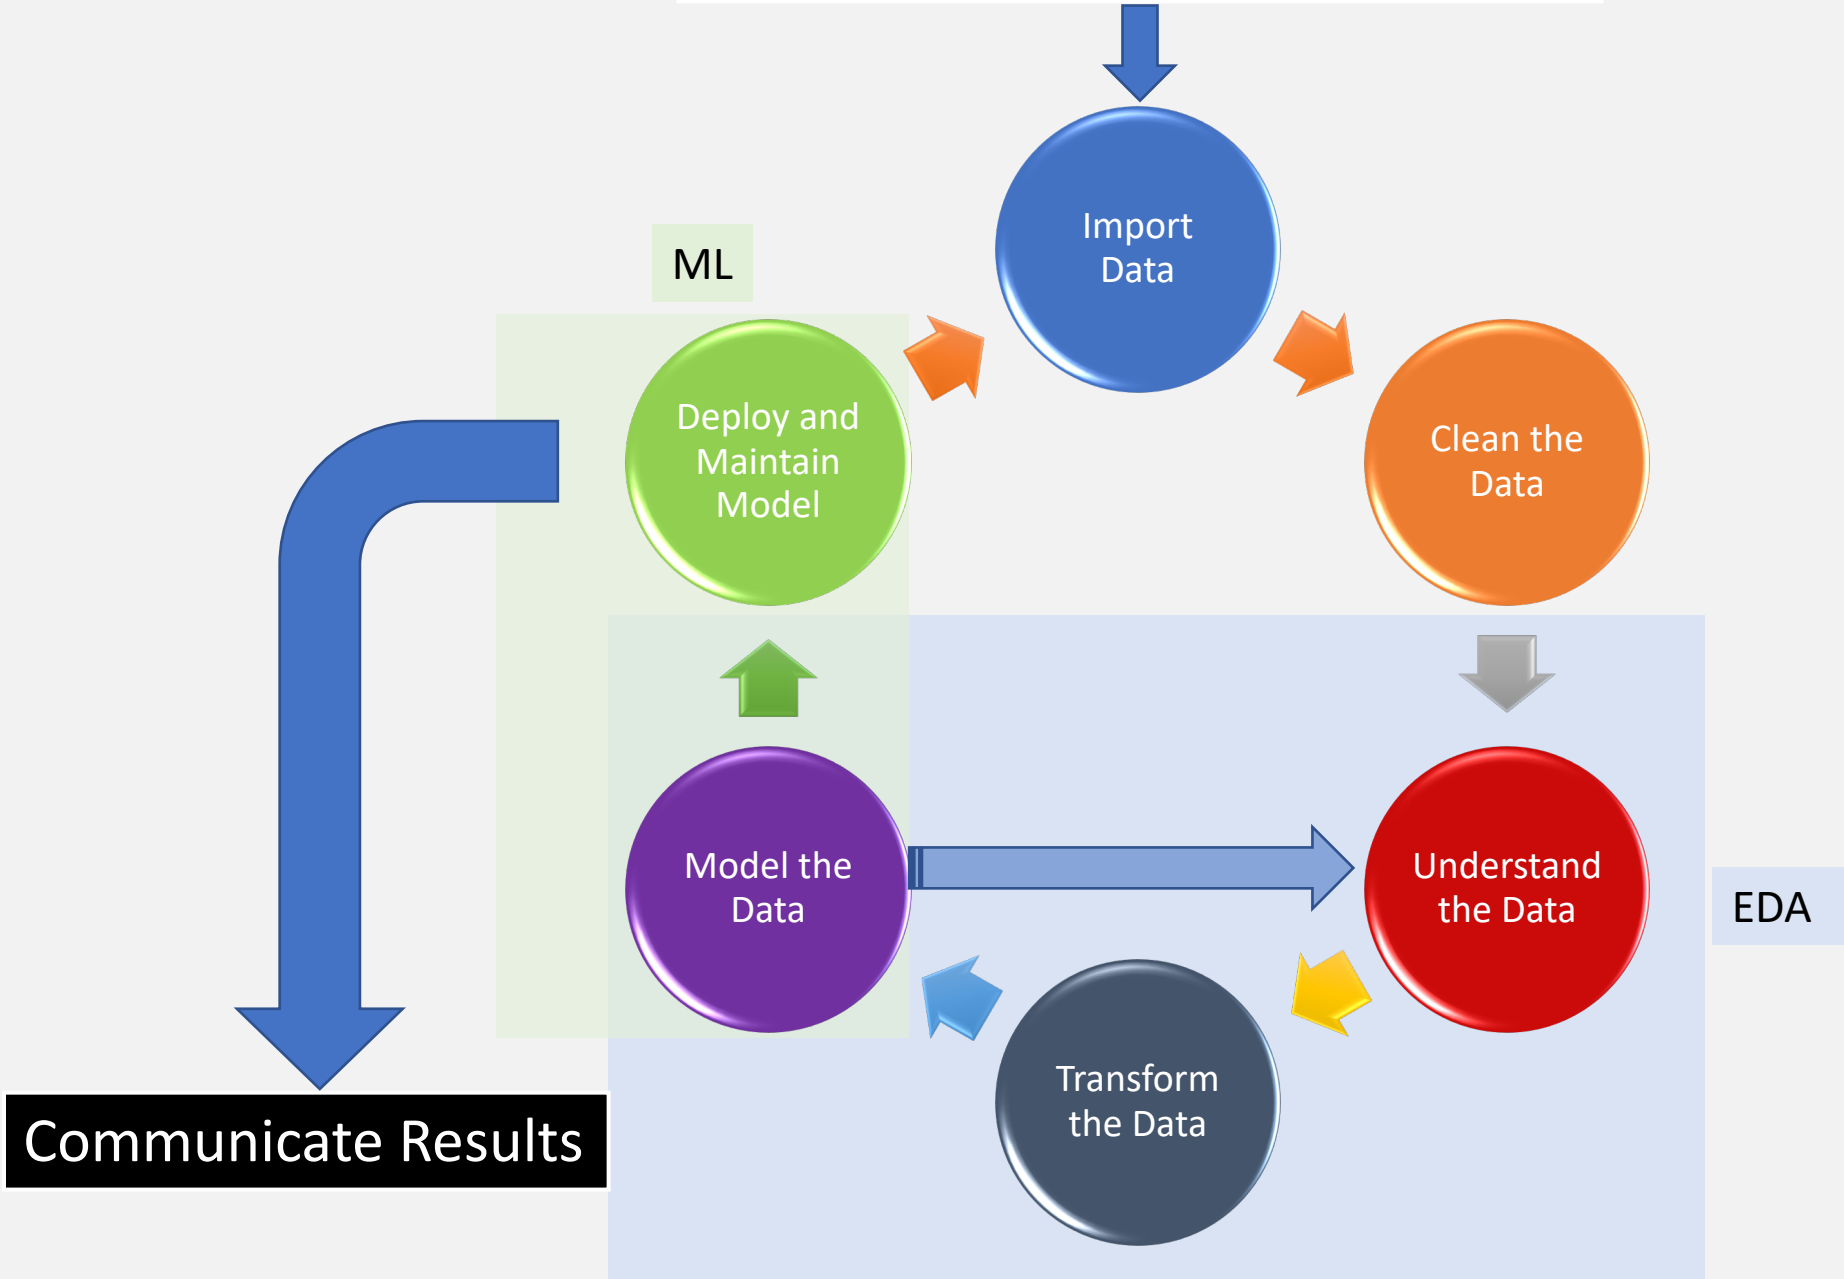 Import
Data
ML
Deploy and
Maintain
Model
Clean the
Data
Model the
Data
Understand
the Data
EDA
Transform
the Data
Communicate Results